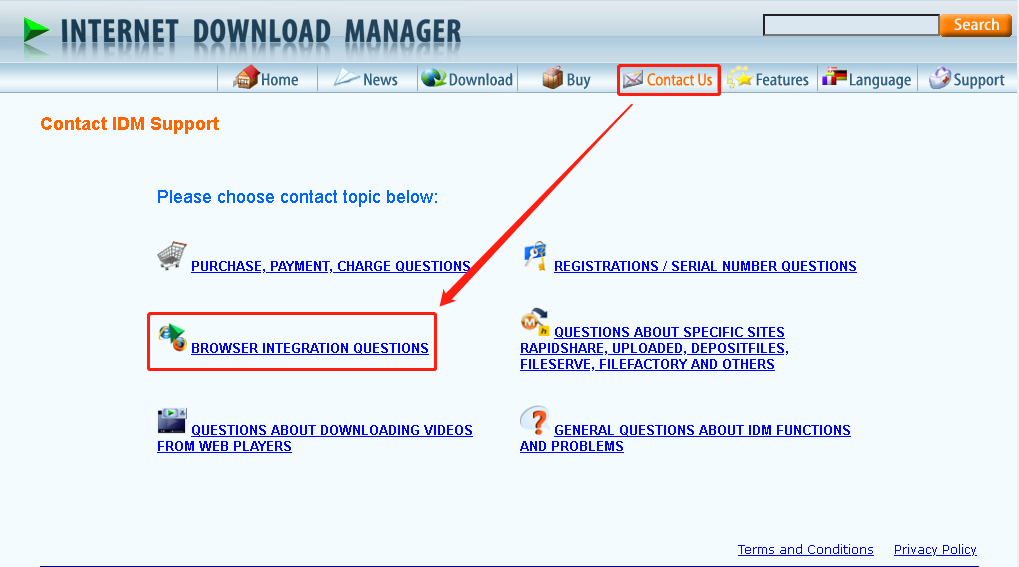 INTERNET DOWNLOAD MANAGER
Search
Home
News
Download
Buy
Contact Us
Features
Language
Support
Contact IDM Support
Please choose contact topic below:
PURCHASE, PAYMENT, CHARGE QUESTIONS
REGISTRATIONS / SERIAL NUMBER QUESTIONS
BROWSER INTEGRATION QUESTIONS
QUESTIONS ABOUT SPECIFIC SITES
RAPIDSHARE, UPLOADED, DEPOSITFILES,
FILESERVE, FILEFACTORY AND OTHERS
QUESTIONS ABOUT DOWNLOADING VIDEOS
FROM WEB PLAYERS
GENERAL QUESTIONS ABOUT IDM FUNCTIONS
AND PROBLEMS
Terms and Conditions
Privacy Policy